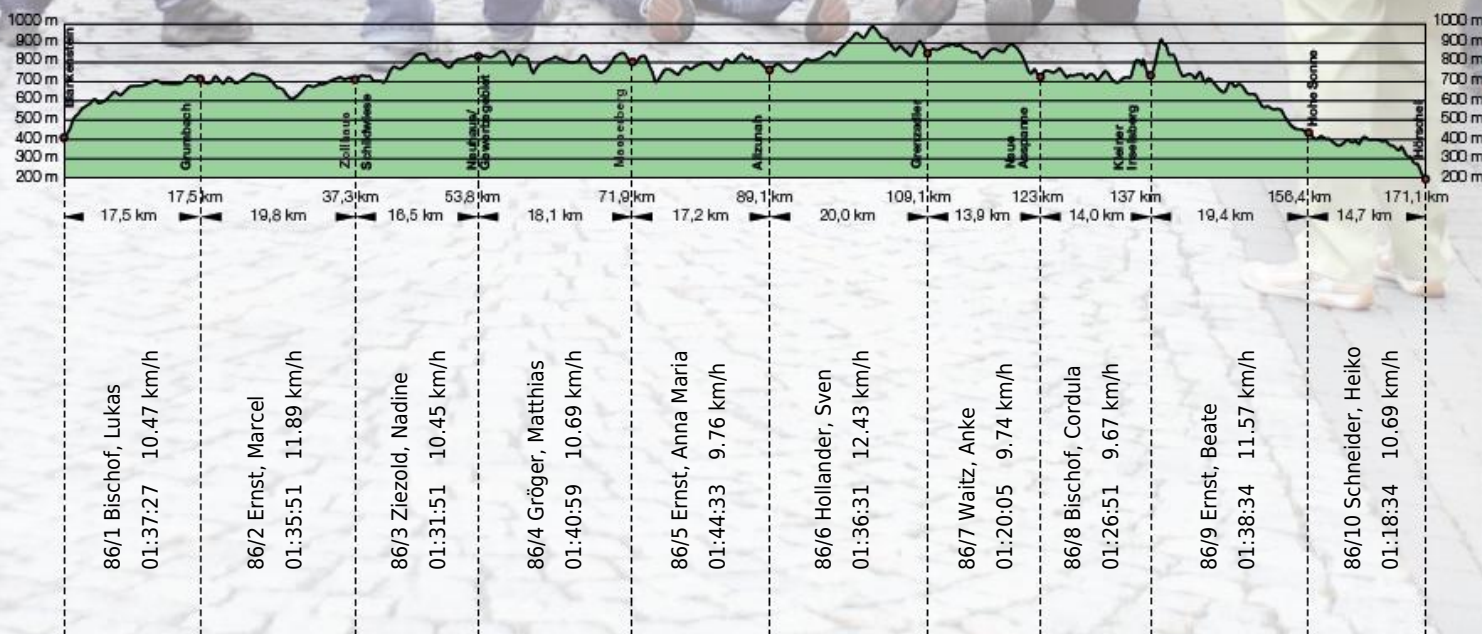 1000 m
900 m
800 m
700 m
600 m
500 m
400 m
300 m
200 m
1000 m
900 m
800 m
700 m
600 m
500 m
400 m
300 m
200 m
Blankenstein
Grumbach
Zollhaus
Schildwiese
Neuhaus/
Gewerbegebiet
Masserberg
Allzunah
Grenzadler
Neue
Ausspanne
Kleiner
Inselsberg
Hohe Sonne
Hörschel
17,5 km 37,3 km 53,8 km 71,9 km 89,1 km 109,1 km 123 km 137 km 156,4 km 171,1 km
17,5 km 19,8 km 16,5 km 18,1 km 17,2 km 20,0 km 13,9 km 14,0 km 19,4 km 14,7 km
86/1 Bischof, Lukas
01:37:27 10.47 km/h
86/2 Ernst, Marcel
01:35:51 11.89 km/h
86/3 Ziezold, Nadine
01:31:51 10.45 km/h
86/4 Gröger, Matthias
01:40:59 10.69 km/h
86/5 Ernst, Anna Maria
01:44:33 9.76 km/h
86/6 Hollander, Sven
01:36:31 12.43 km/h
86/7 Waitz, Anke
01:20:05 9.74 km/h
86/8 Bischof, Cordula
01:26:51 9.67 km/h
86/9 Ernst, Beate
01:38:34 11.57 km/h
86/10 Schneider, Heiko
01:18:34 10.69 km/h